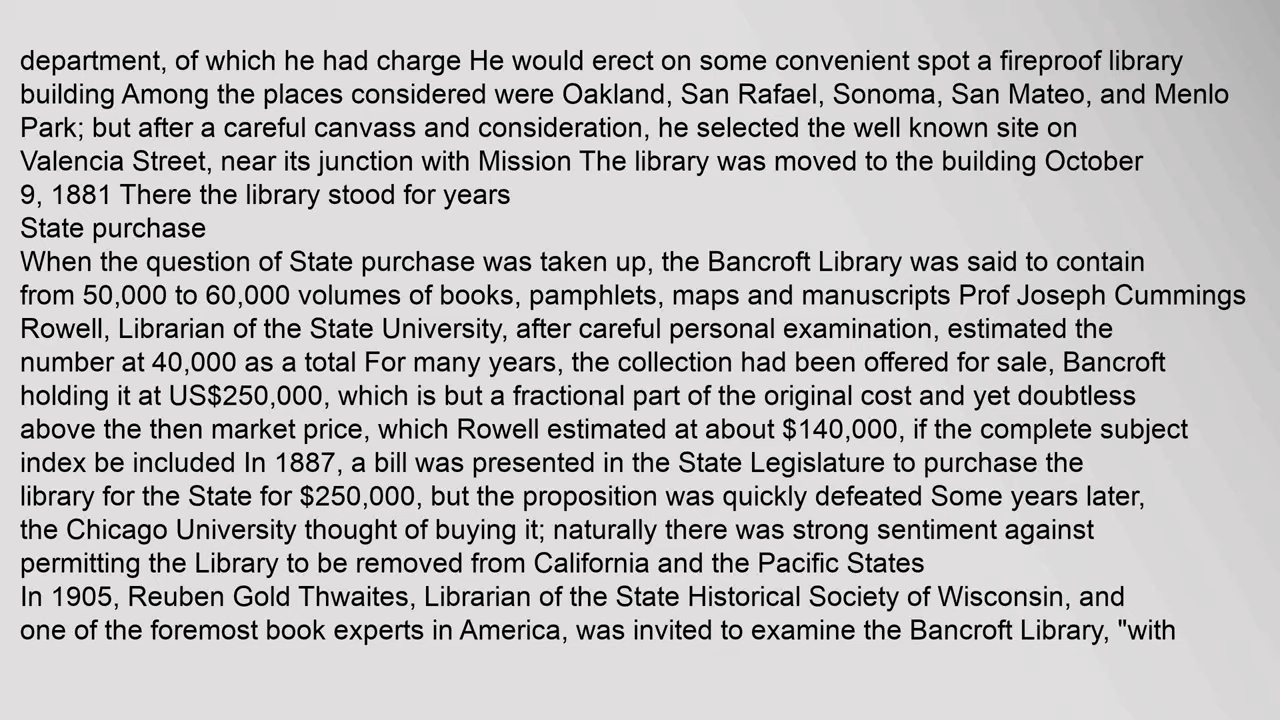 department, of which he had charge He would erect on some convenient spot a fireproof library
building Among the places considered were Oakland, San Rafael, Sonoma, San Mateo, and Menlo
Park; but after a careful canvass and consideration, he selected the well known site on
Valencia Street, near its junction with Mission The library was moved to the building October
9, 1881 There the library stood for years
State purchase
When the question of State purchase was taken up, the Bancroft Library was said to contain
from 50,000 to 60,000 volumes of books, pamphlets, maps and manuscripts Prof Joseph Cummings
Rowell, Librarian of the State University, after careful personal examination, estimated the
number at 40,000 as a total For many years, the collection had been offered for sale, Bancroft
holding it at US$250,000, which is but a fractional part of the original cost and yet doubtless
above the then market price, which Rowell estimated at about $140,000, if the complete subject
index be included In 1887, a bill was presented in the State Legislature to purchase the
library for the State for $250,000, but the proposition was quickly defeated Some years later,
the Chicago University thought of buying it; naturally there was strong sentiment against
permitting the Library to be removed from California and the Pacific States
In 1905, Reuben Gold Thwaites, Librarian of the State Historical Society of Wisconsin, and
one of the foremost book experts in America, was invited to examine the Bancroft Library, "with